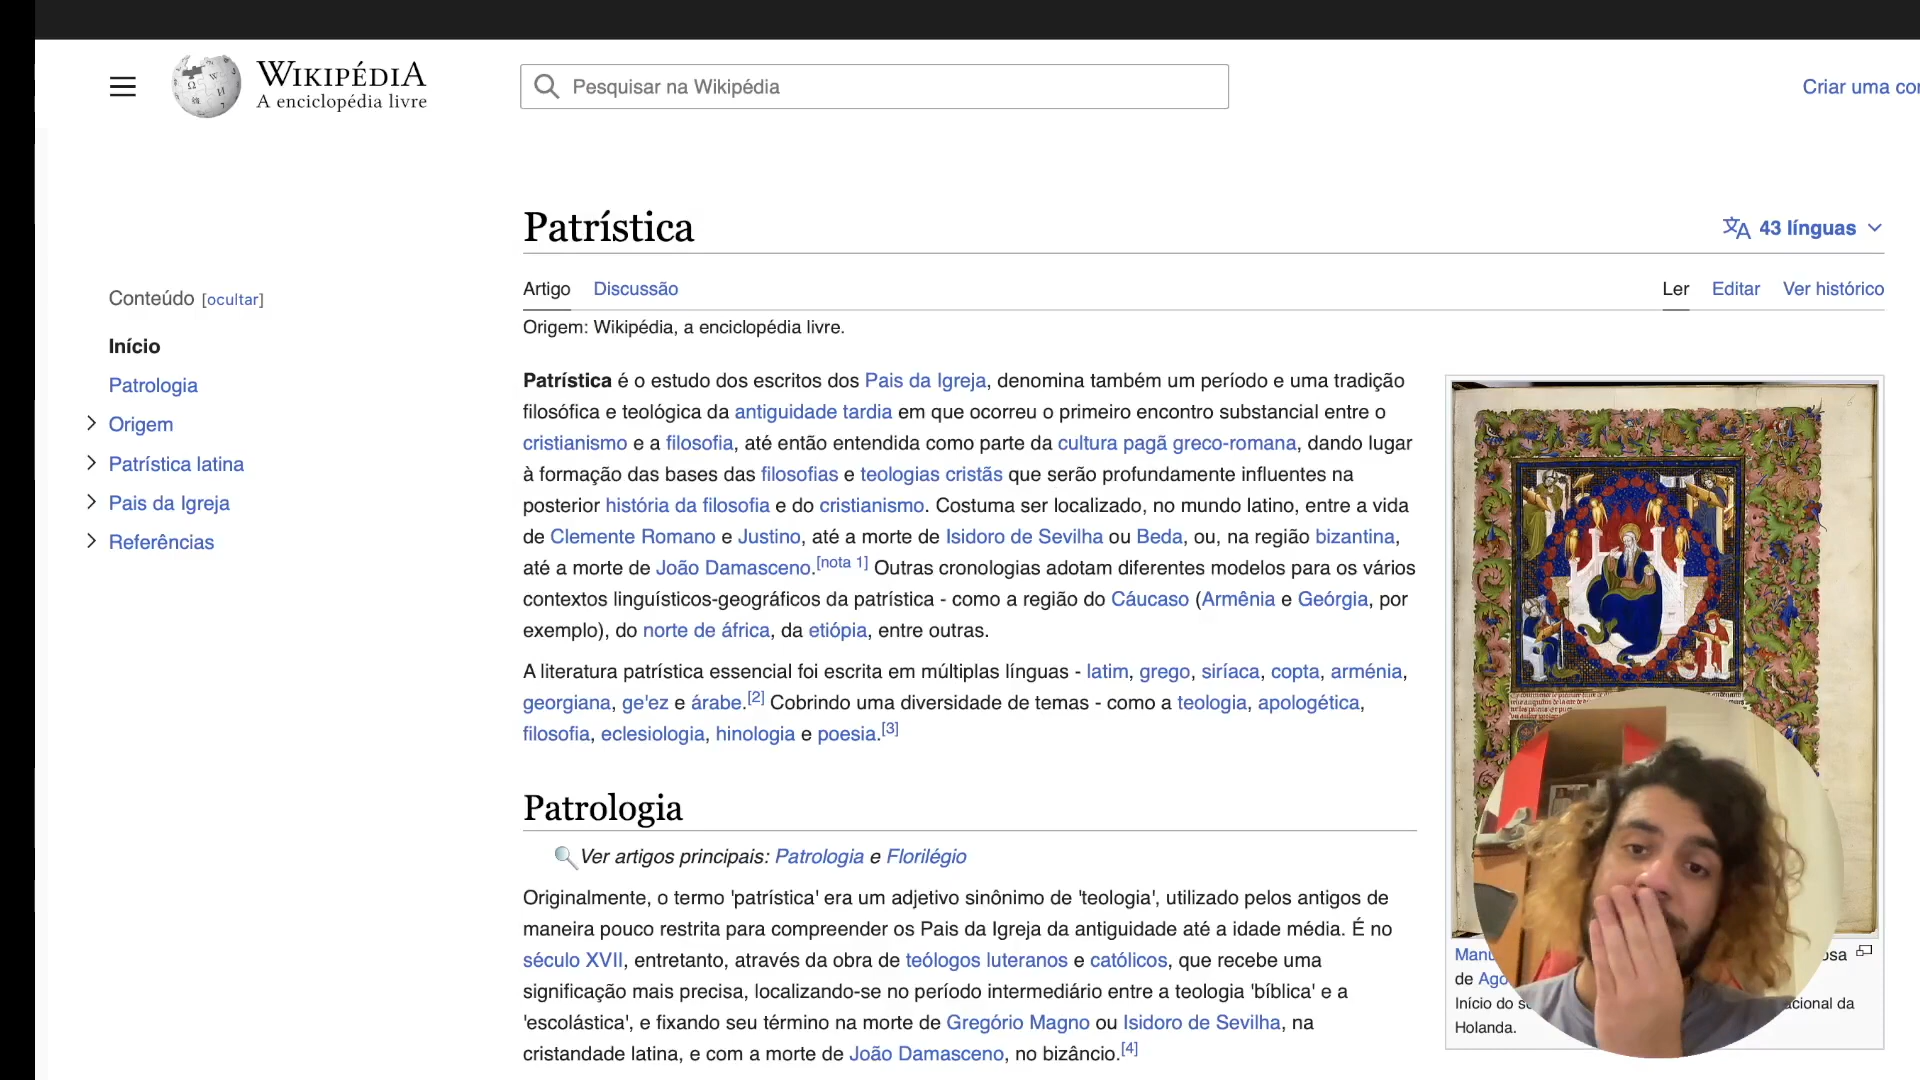 WIKIPÉDIA
A enciclopédia livre
Pesquisar na Wikipédia
Criar uma
Patrística
43 línguas
Artigo Discussão
Ler Editar Ver histórico
Origem: Wikipédia, a enciclopédia livre.
Conteúdo [ocultar]
Início
Patrologia
Origem
Patrística latina
Pais da Igreja
Referências
Patrística é o estudo dos escritos dos Pais da Igreja, denomina também um período e uma tradição
filosófica e teológica da antiguidade tardia em que ocorreu o primeiro encontro substancial entre o
cristianismo e a filosofia, até então entendida como parte da cultura pagã greco-romana, dando lugar
à formação das bases das filosofias e teologias cristãs que serão profundamente influentes na
posterior história da filosofia e do cristianismo. Costuma ser localizado, no mundo latino, entre a vida
de Clemente Romano e Justino, até a morte de Isidoro de Sevilha ou Beda, ou, na região bizantina,
até a morte de João Damasceno.[nota 1] Outras cronologias adotam diferentes modelos para os vários
contextos linguísticos-geográficos da patrística - como a região do Cáucaso (Armênia e Geórgia, por
exemplo), do norte de áfrica, da etiópia, entre outras.
A literatura patrística essencial foi escrita em múltiplas línguas - latim, grego, siríaca, copta, arménia,
georgiana, ge'ez e árabe.[2] Cobrindo uma diversidade de temas - como a teologia, apologética,
filosofia, eclesiologia, hinologia e poesia.[3]
Patrologia
Ver artigos principais: Patrologia e Florilégio
Originalmente, o termo 'patrística' era um adjetivo sinônimo de 'teologia', utilizado pelos antigos de
maneira pouco restrita para compreender os Pais da Igreja da antiguidade até a idade média. É no
século XVII, entretanto, através da obra de teólogos luteranos e católicos, que recebe uma
significação mais precisa, localizando-se no período intermediário entre a teologia 'bíblica' e a
'escolástica', e fixando seu término na morte de Gregório Magno ou Isidoro de Sevilha, na
cristandade latina, e com a morte de João Damasceno, no bizâncio.[4]
de
Início do
Holanda.